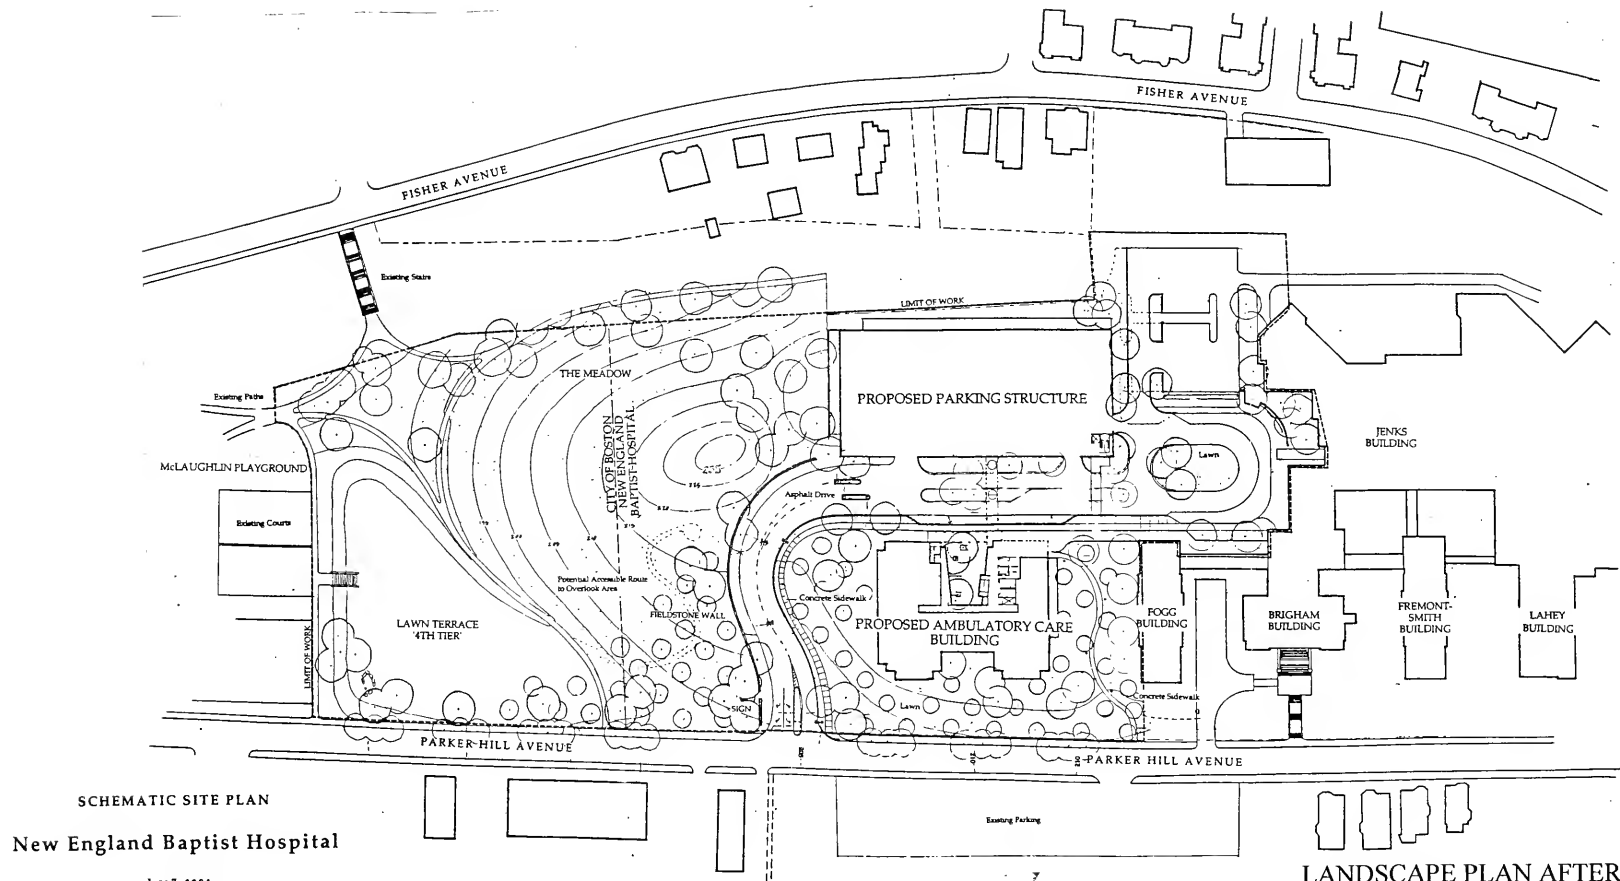 FISHER AVENUE
FISHER AVENUE
Existing Stairs
LIMIT OF WORK
THE MEADOW
Existing Paths
PROPOSED PARKING STRUCTURE
CITY OF BOSTON
NEW ENGLAND
BAPTIST HOSPITAL
JENKS
BUILDING
Lawn
McLAUGHLIN PLAYGROUND
Asphalt Drive
Existing Courts
Potential Accessible Route
to Overlook Area
Concrete Sidewalk
FIELDSTONE WALL
LAWN TERRACE
'4TH TIER'
PROPOSED AMBULATORY CARE
BUILDING
FOGG
BUILDING
BRIGHAM
BUILDING
FREMONT-
SMITH
BUILDING
LAHEY
BUILDING
LIMIT OF WORK
SIGN
Lawn
Concrete Sidewalk
PARKER HILL AVENUE
PARKER HILL AVENUE
Existing Parking
SCHEMATIC SITE PLAN
New England Baptist Hospital
LANDSCAPE PLAN AFTER